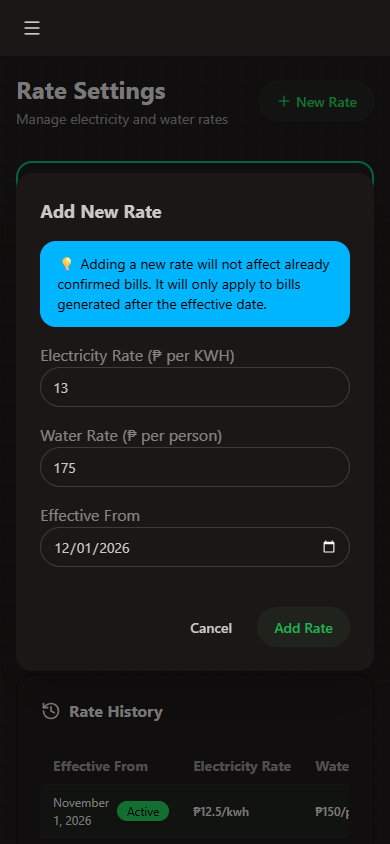 Rate Settings
+ New Rate
Manage electricity and water rates
Add New Rate
💡 Adding a new rate will not affect already
confirmed bills. It will only apply to bills
generated after the effective date.
Electricity Rate (₱ per KWH)
13
Water Rate (₱ per person)
175
Effective From
12/01/2026
Cancel
Add Rate
Rate History
Effective From Electricity Rate Wate
November
1, 2026
Active
₱12.5/kwh
₱150/p